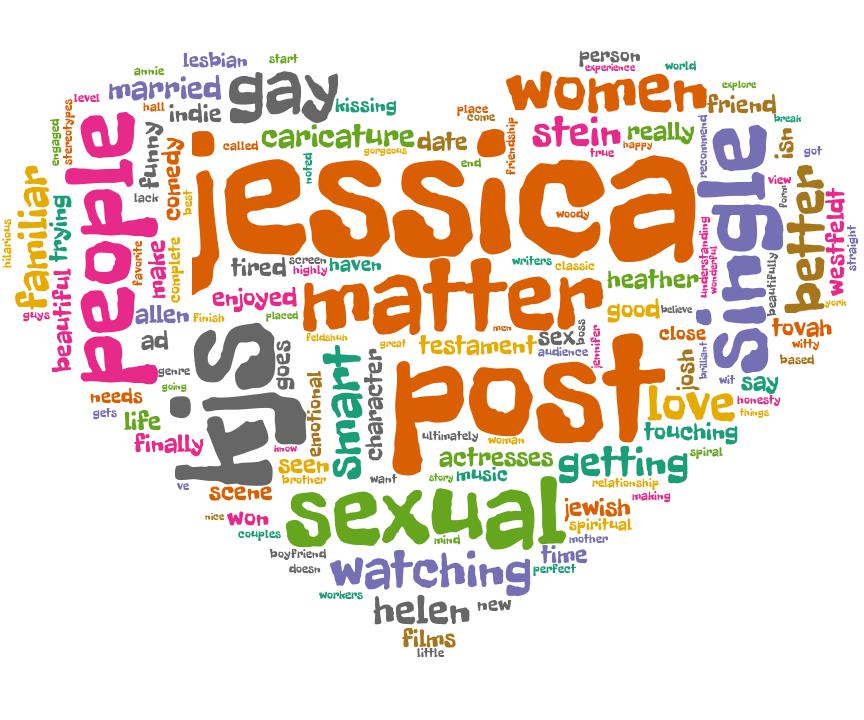 lesbian
start
person
experience
world
annie
married
gay
women
explore
level
hall
indie
kissing
place
come
friend
break
engaged
stereotypes
people
funny
comedy
called
caricature
date
gorgeous
friendship
stein
really
true
happy
recommend
single
isn
got
jessica
noted
end
woody
view
form
better
familiar
trying
lack
best
westfeldt
straight
hilarious
beautiful
favorite
make
complete
tired
screen
highly
haven
writers
classic
heather
understanding
wonderful
beautifully
york
guys
enjoyed
placed
matter
good
believe
allen
finish
men
tovah
witty
ad
feldshuh
great
testament
sex
boss
audience
jennifer
close
brilliant
based
genre
going
kjs
goes
smart
character
post
josh
wit
say
needs
gets
life
emotional
love
honesty
things
finally
know
ultimately
woman
touching
seen
brother
actresses
getting
spiral
ve
scene
want
story
music
relationship
making
nice
won
sexual
jewish
spiritual
couples
mind
mother
boyfriend
doesn
watching
time
perfect
workers
helen
new
films
little